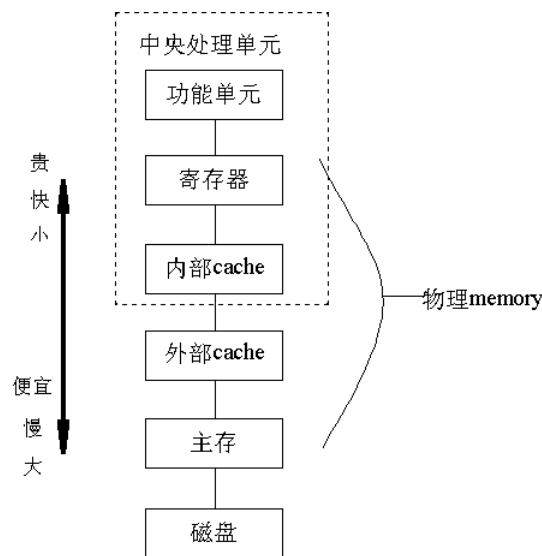 中央处理单元
功能单元
贵
快
小
寄存器
内部cache
物理memory
外部cache
便宜
慢
大
主存
磁盘